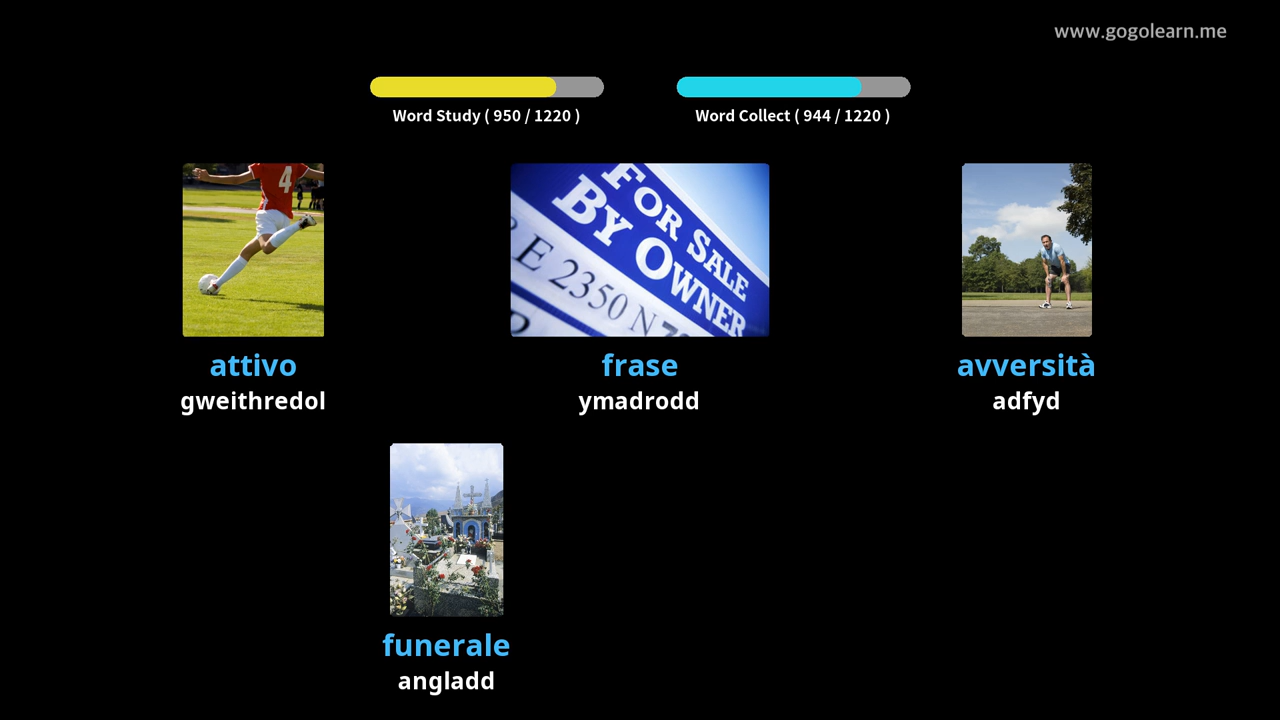 www.gogolearn.me
Word Study ( 950 / 1220 )
Word Collect ( 944 / 1220 )
4
FOR SALE
BY OWNER
E 2350 N
attivo
gweithredol
frase
ymadrodd
avversità
adfyd
funerale
angladd